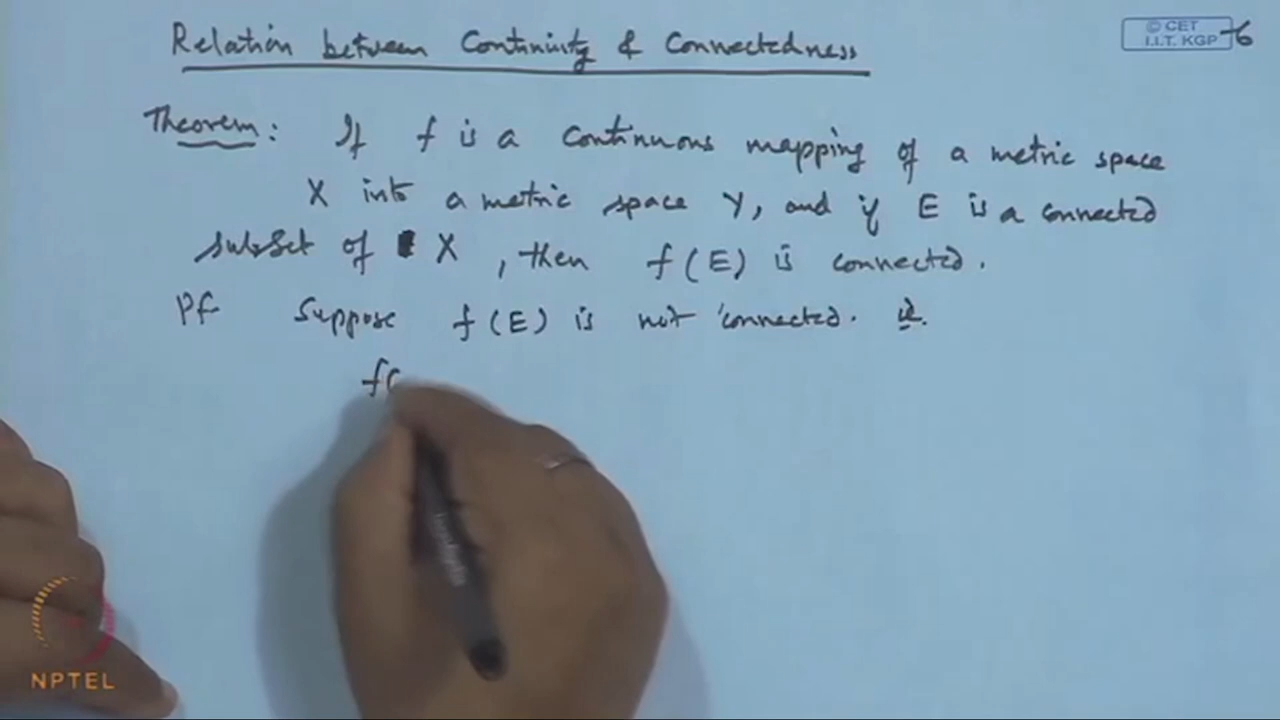 Relation between Continuity & Connectedness
© CET
I.I.T. KGP
-6
Theorem: If f is a continuous mapping of a metric space
X into a metric space Y, and if E is a connected
subset of X, then f(E) is connected.
Pf Suppose f(E) is not connected. ie.
f(
NPTEL